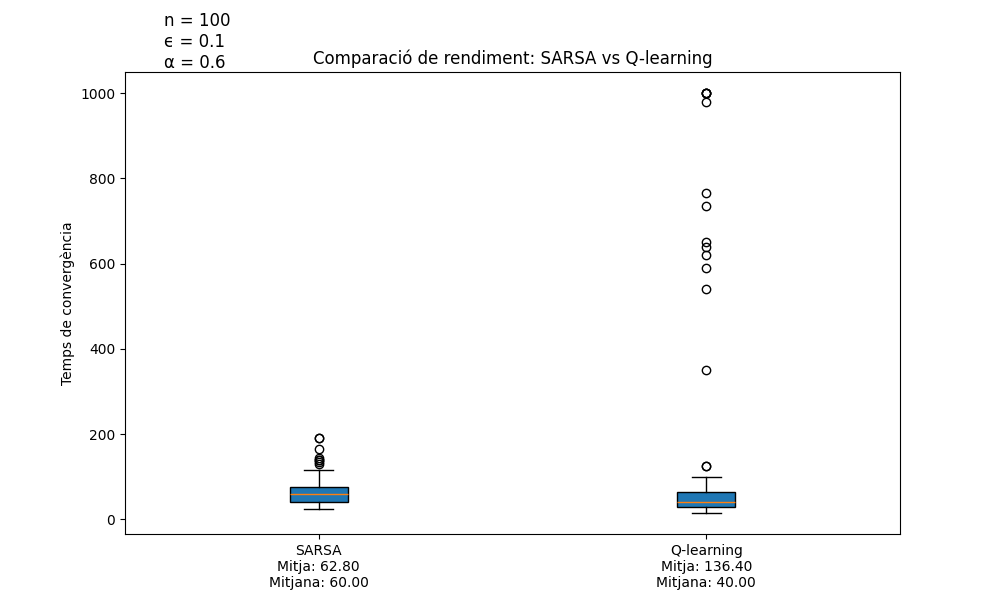 n = 100
ϵ = 0.1
α = 0.6
Comparació de rendiment: SARSA vs Q-learning
1000
800
600
400
200
0
Temps de convergència
SARSA
Mitja: 62.80
Mitjana: 60.00
Q-learning
Mitja: 136.40
Mitjana: 40.00